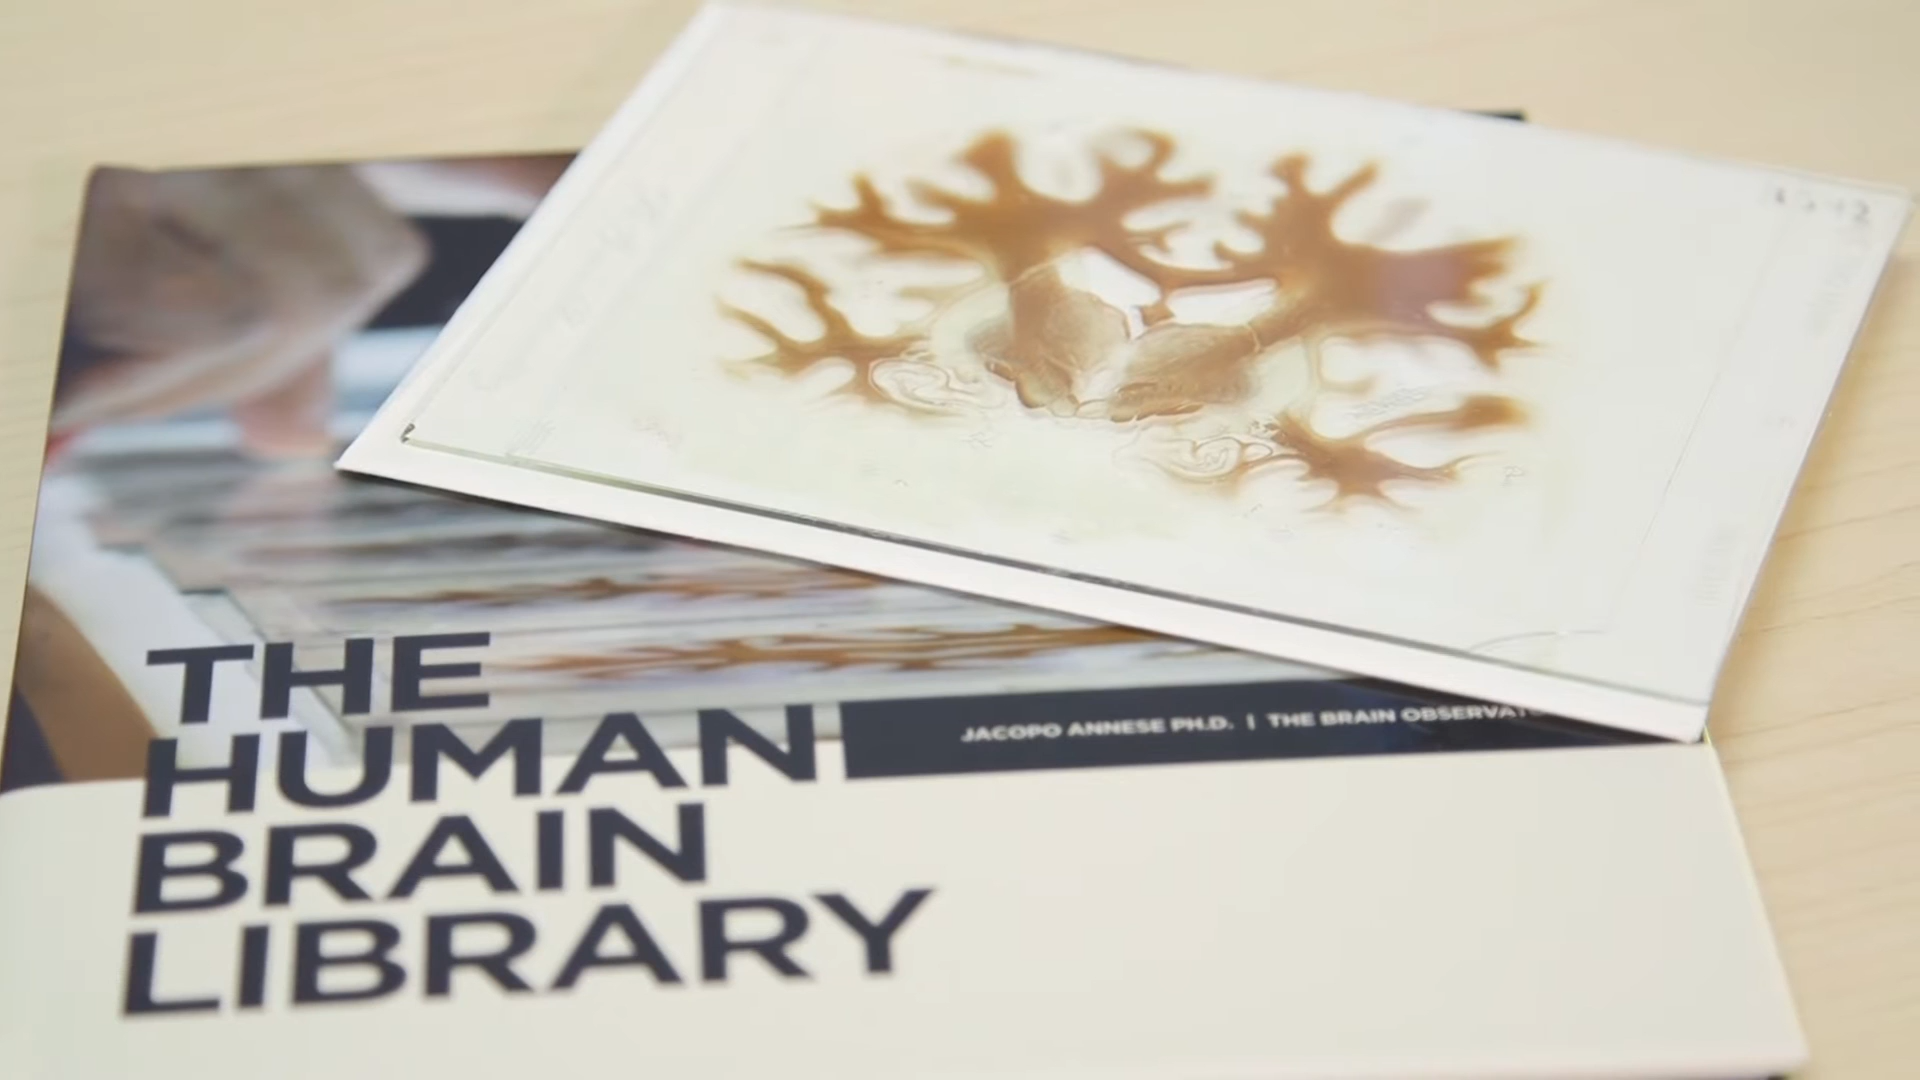 THE
HUMAN
JACOPO ANNESE PH.D. | THE BRAIN
BRAIN
LIBRARY